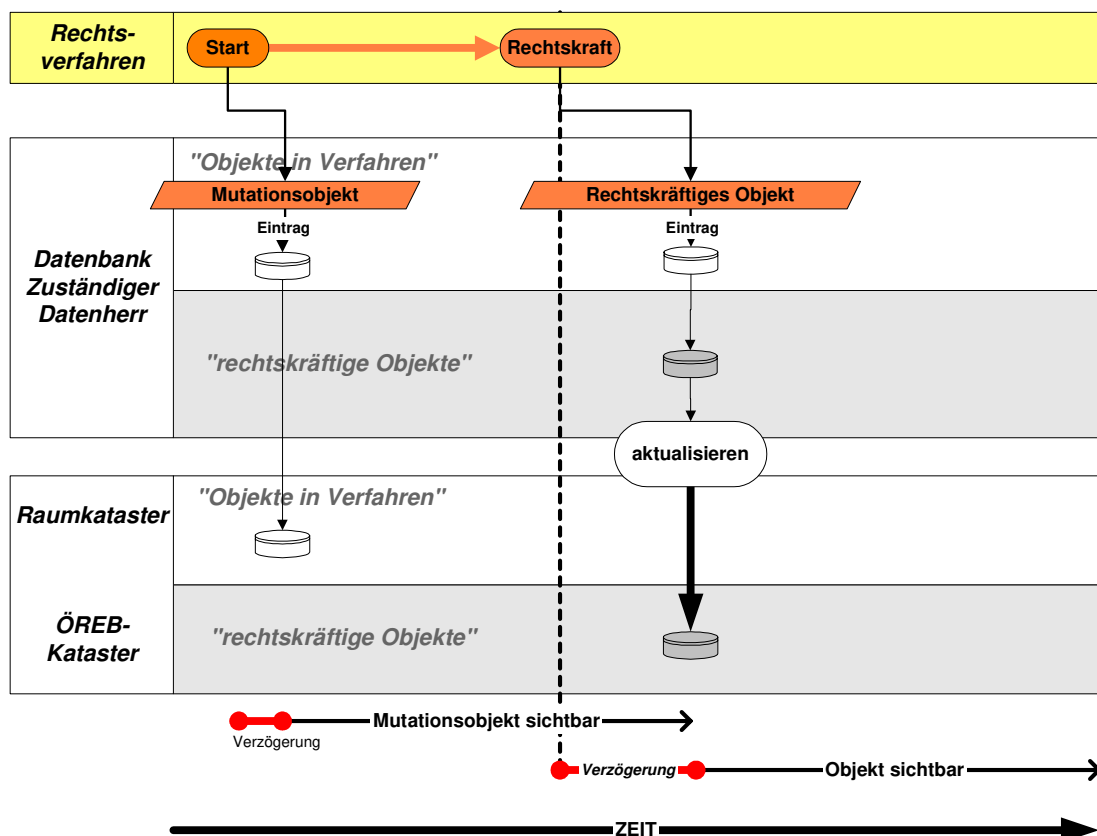 Rechts-
verfahren
Start
Rechtskraft
"Objekte in Verfahren"
Mutationsobjekt
Rechtskräftiges Objekt
Eintrag
Eintrag
Datenbank
Zuständiger
Datenherr
"rechtskräftige Objekte"
aktualisieren
"Objekte in Verfahren"
Raumkataster
ÖREB-
Kataster
"rechtskräftige Objekte"
Mutationsobjekt sichtbar
Verzögerung
Verzögerung
Objekt sichtbar
ZEIT